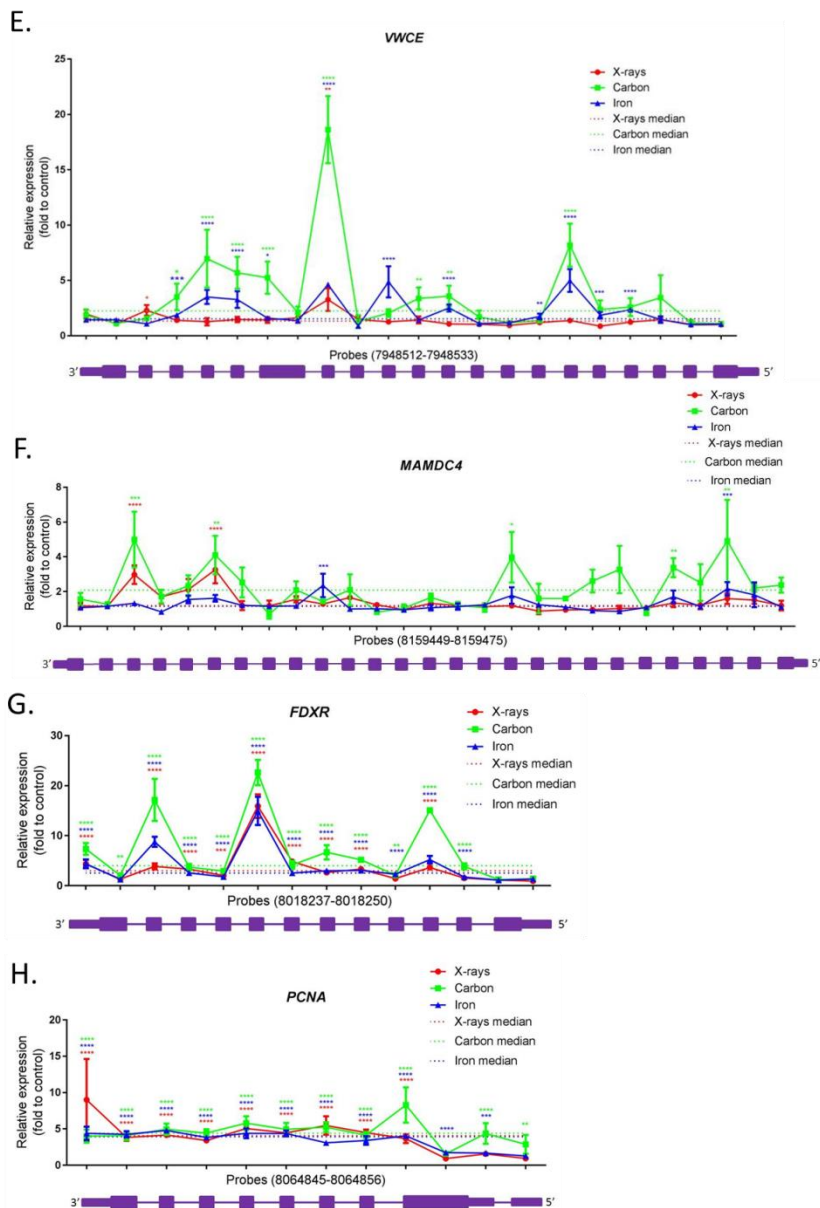 E.
VWCE
25
20
15
10
5
0
Relative expression
(fold to control)
X-rays
Carbon
Iron
X-rays median
Carbon median
Iron median
Probes (7948512-7948533)
3' 5'
F.
MAMDC4
8
6
4
2
0
Relative expression
(fold to control)
X-rays
Carbon
Iron
X-rays median
Carbon median
Iron median
Probes (8159449-8159475)
3' 5'
G.
FDXR
30
20
10
0
Relative expression
(fold to control)
X-rays
Carbon
Iron
X-rays median
Carbon median
Iron median
Probes (8018237-8018250)
3' 5'
H.
PCNA
20
15
10
5
0
Relative expression
(fold to control)
X-rays
Carbon
Iron
X-rays median
Carbon median
Iron median
Probes (8064845-8064856)
3' 5'